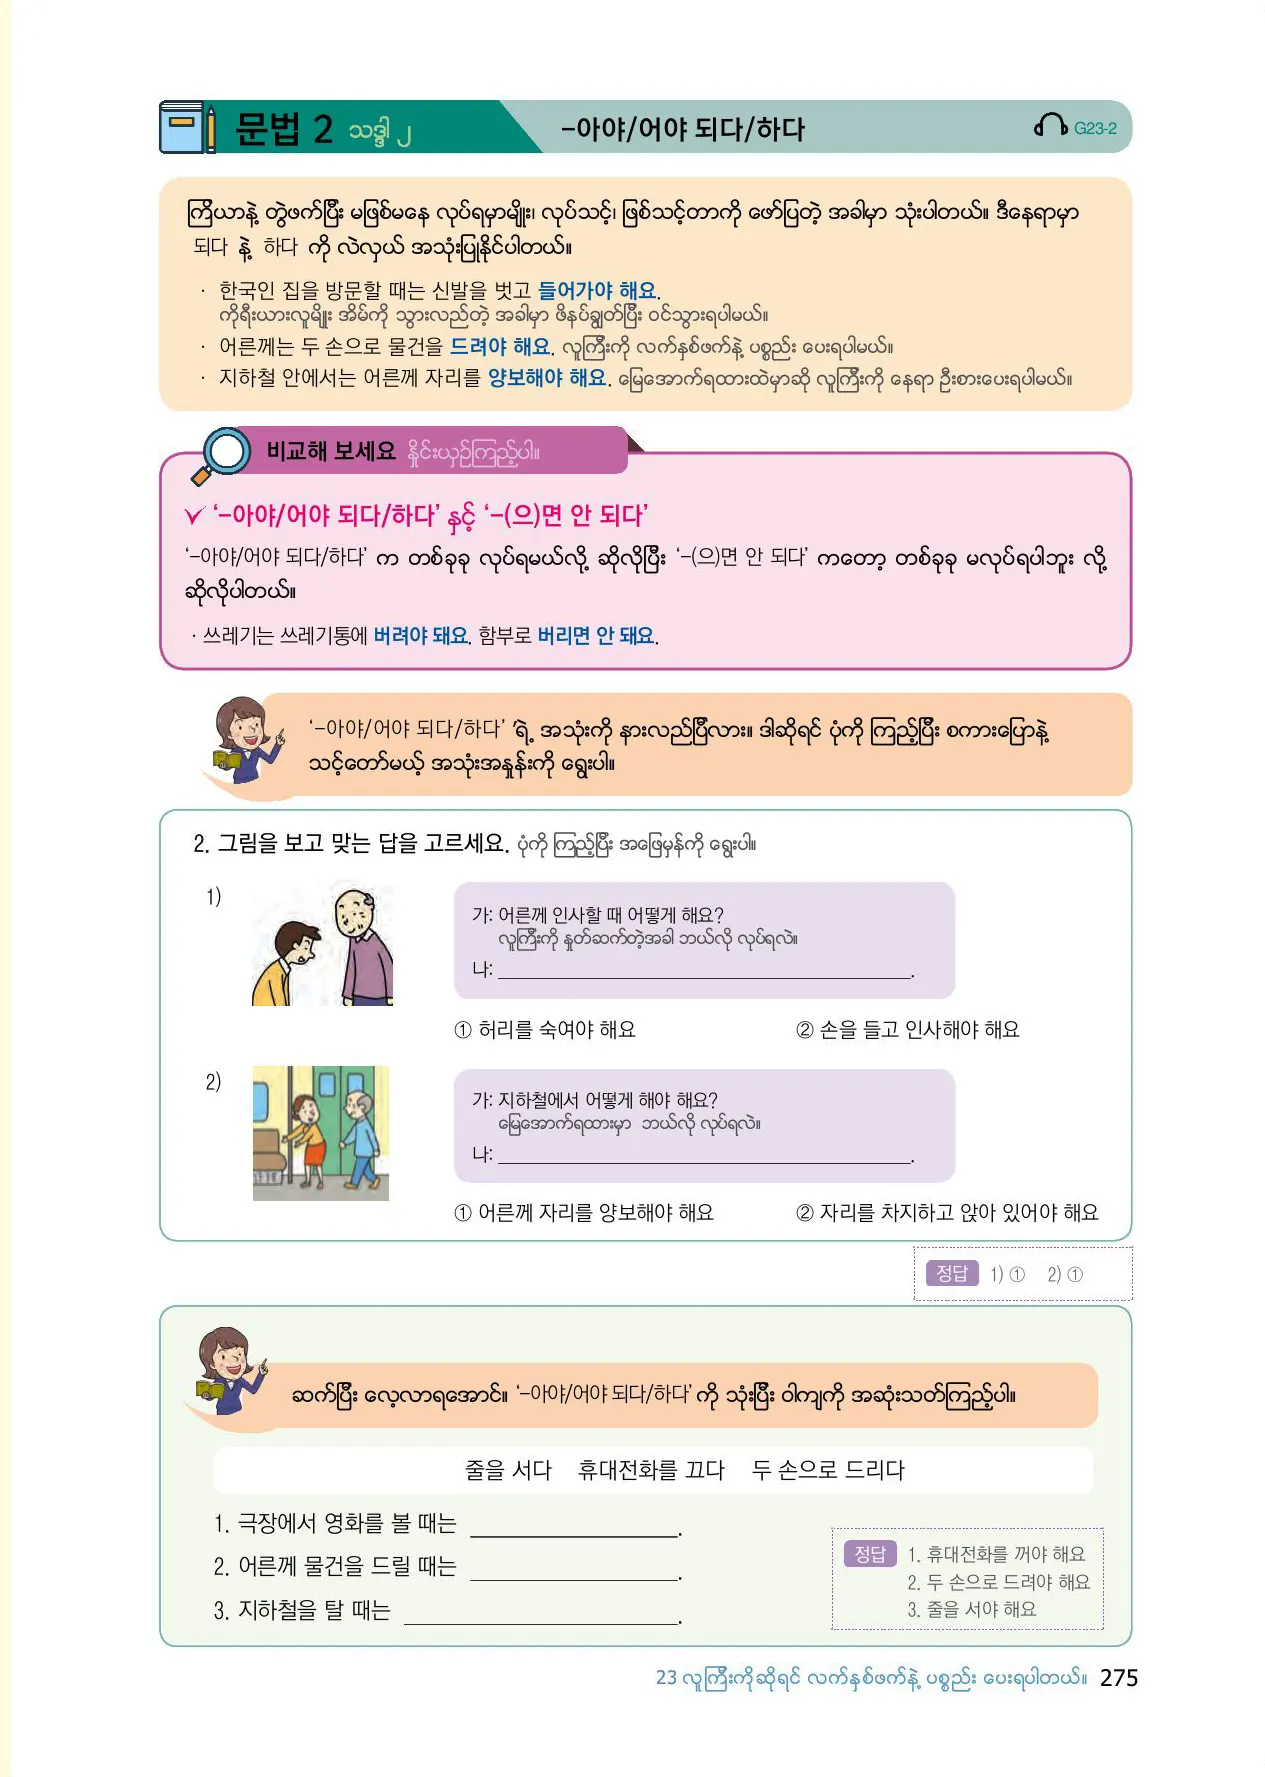 문법 2 သဒ္ဒါ ၂
-아야/어야 되다/하다
G23-2
ကြိယာနဲ့ တွဲဖက်ပြီး မဖြစ်မနေ လုပ်ရမှာမျိုး၊ လုပ်သင့်၊ ဖြစ်သင့်တာကို ဖော်ပြတဲ့ အခါမှာ သုံးပါတယ်။ ဒီနေရာမှာ
되다 နဲ့ 하다 ကို လဲလှယ် အသုံးပြုနိုင်ပါတယ်။
· 한국인 집을 방문할 때는 신발을 벗고 들어가야 해요.
ကိုရီးယားလူမျိုး အိမ်ကို သွားလည်တဲ့ အခါမှာ ဖိနပ်ချွတ်ပြီး ဝင်သွားရပါမယ်။
· 어른께는 두 손으로 물건을 드려야 해요. လူကြီးကို လက်နှစ်ဖက်နဲ့ ပစ္စည်း ပေးရပါမယ်။
· 지하철 안에서는 어른께 자리를 양보해야 해요. မြေအောက်ရထားထဲမှာဆို လူကြီးကို နေရာ ဦးစားပေးရပါမယ်။
비교해 보세요 နှိုင်းယှဉ်ကြည့်ပါ။
'-아야/어야 되다/하다' နှင့် '-(으)면 안 되다'
'-아야/어야 되다/하다' က တစ်ခုခု လုပ်ရမယ်လို့ ဆိုလိုပြီး '-(으)면 안 되다' ကတော့ တစ်ခုခု မလုပ်ရပါဘူး လို့
ဆိုလိုပါတယ်။
· 쓰레기는 쓰레기통에 버려야 돼요. 함부로 버리면 안 돼요.
'-아야/어야 되다/하다' ရဲ့ အသုံးကို နားလည်ပြီလား။ ဒါဆိုရင် ပုံကို ကြည့်ပြီး စကားပြောနဲ့
သင့်တော်မယ့် အသုံးအနှုန်းကို ရွေးပါ။
2. 그림을 보고 맞는 답을 고르세요. ပုံကို ကြည့်ပြီး အဖြေမှန်ကို ရွေးပါ။
1)
가: 어른께 인사할 때 어떻게 해요?
လူကြီးကို နှုတ်ဆက်တဲ့အခါ ဘယ်လို လုပ်ရလဲ။
나: ____________________.
① 허리를 숙여야 해요 ② 손을 들고 인사해야 해요
2)
가: 지하철에서 어떻게 해야 해요?
မြေအောက်ရထားမှာ ဘယ်လို လုပ်ရလဲ။
나: ____________________.
① 어른께 자리를 양보해야 해요 ② 자리를 차지하고 앉아 있어야 해요
정답 1) ① 2) ①
ဆက်ပြီး လေ့လာရအောင်။ '-아야/어야 되다/하다' ကို သုံးပြီး ဝါကျကို အဆုံးသတ်ကြည့်ပါ။
줄을 서다 휴대전화를 끄다 두 손으로 드리다
1. 극장에서 영화를 볼 때는 ____________________.
2. 어른께 물건을 드릴 때는 ____________________.
3. 지하철을 탈 때는 ____________________.
정답 1. 휴대전화를 꺼야 해요
2. 두 손으로 드려야 해요
3. 줄을 서야 해요
23 လူကြီးကိုဆိုရင် လက်နှစ်ဖက်နဲ့ ပစ္စည်း ပေးရပါတယ်။ 275